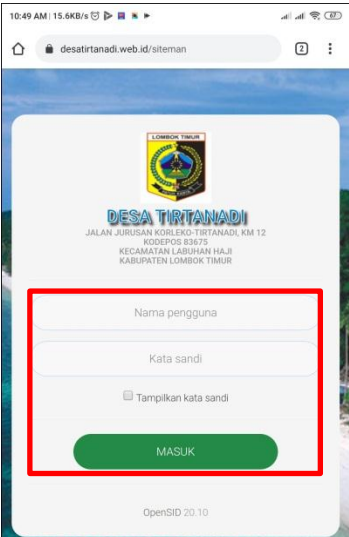 10:49 AM | 15.6KB/s
67
desatirtanadi.web.id/siteman
2
LOMBOK TIMUR
DESA TIRTANADI
JALAN JURUSAN KORLEKO-TIRTANADI, KM 12
KODEPOS 83675
KECAMATAN LABUHAN HAJI
KABUPATEN LOMBOK TIMUR
Nama pengguna
Kata sandi
Tampilkan kata sandi
MASUK
OpenSID 20.10